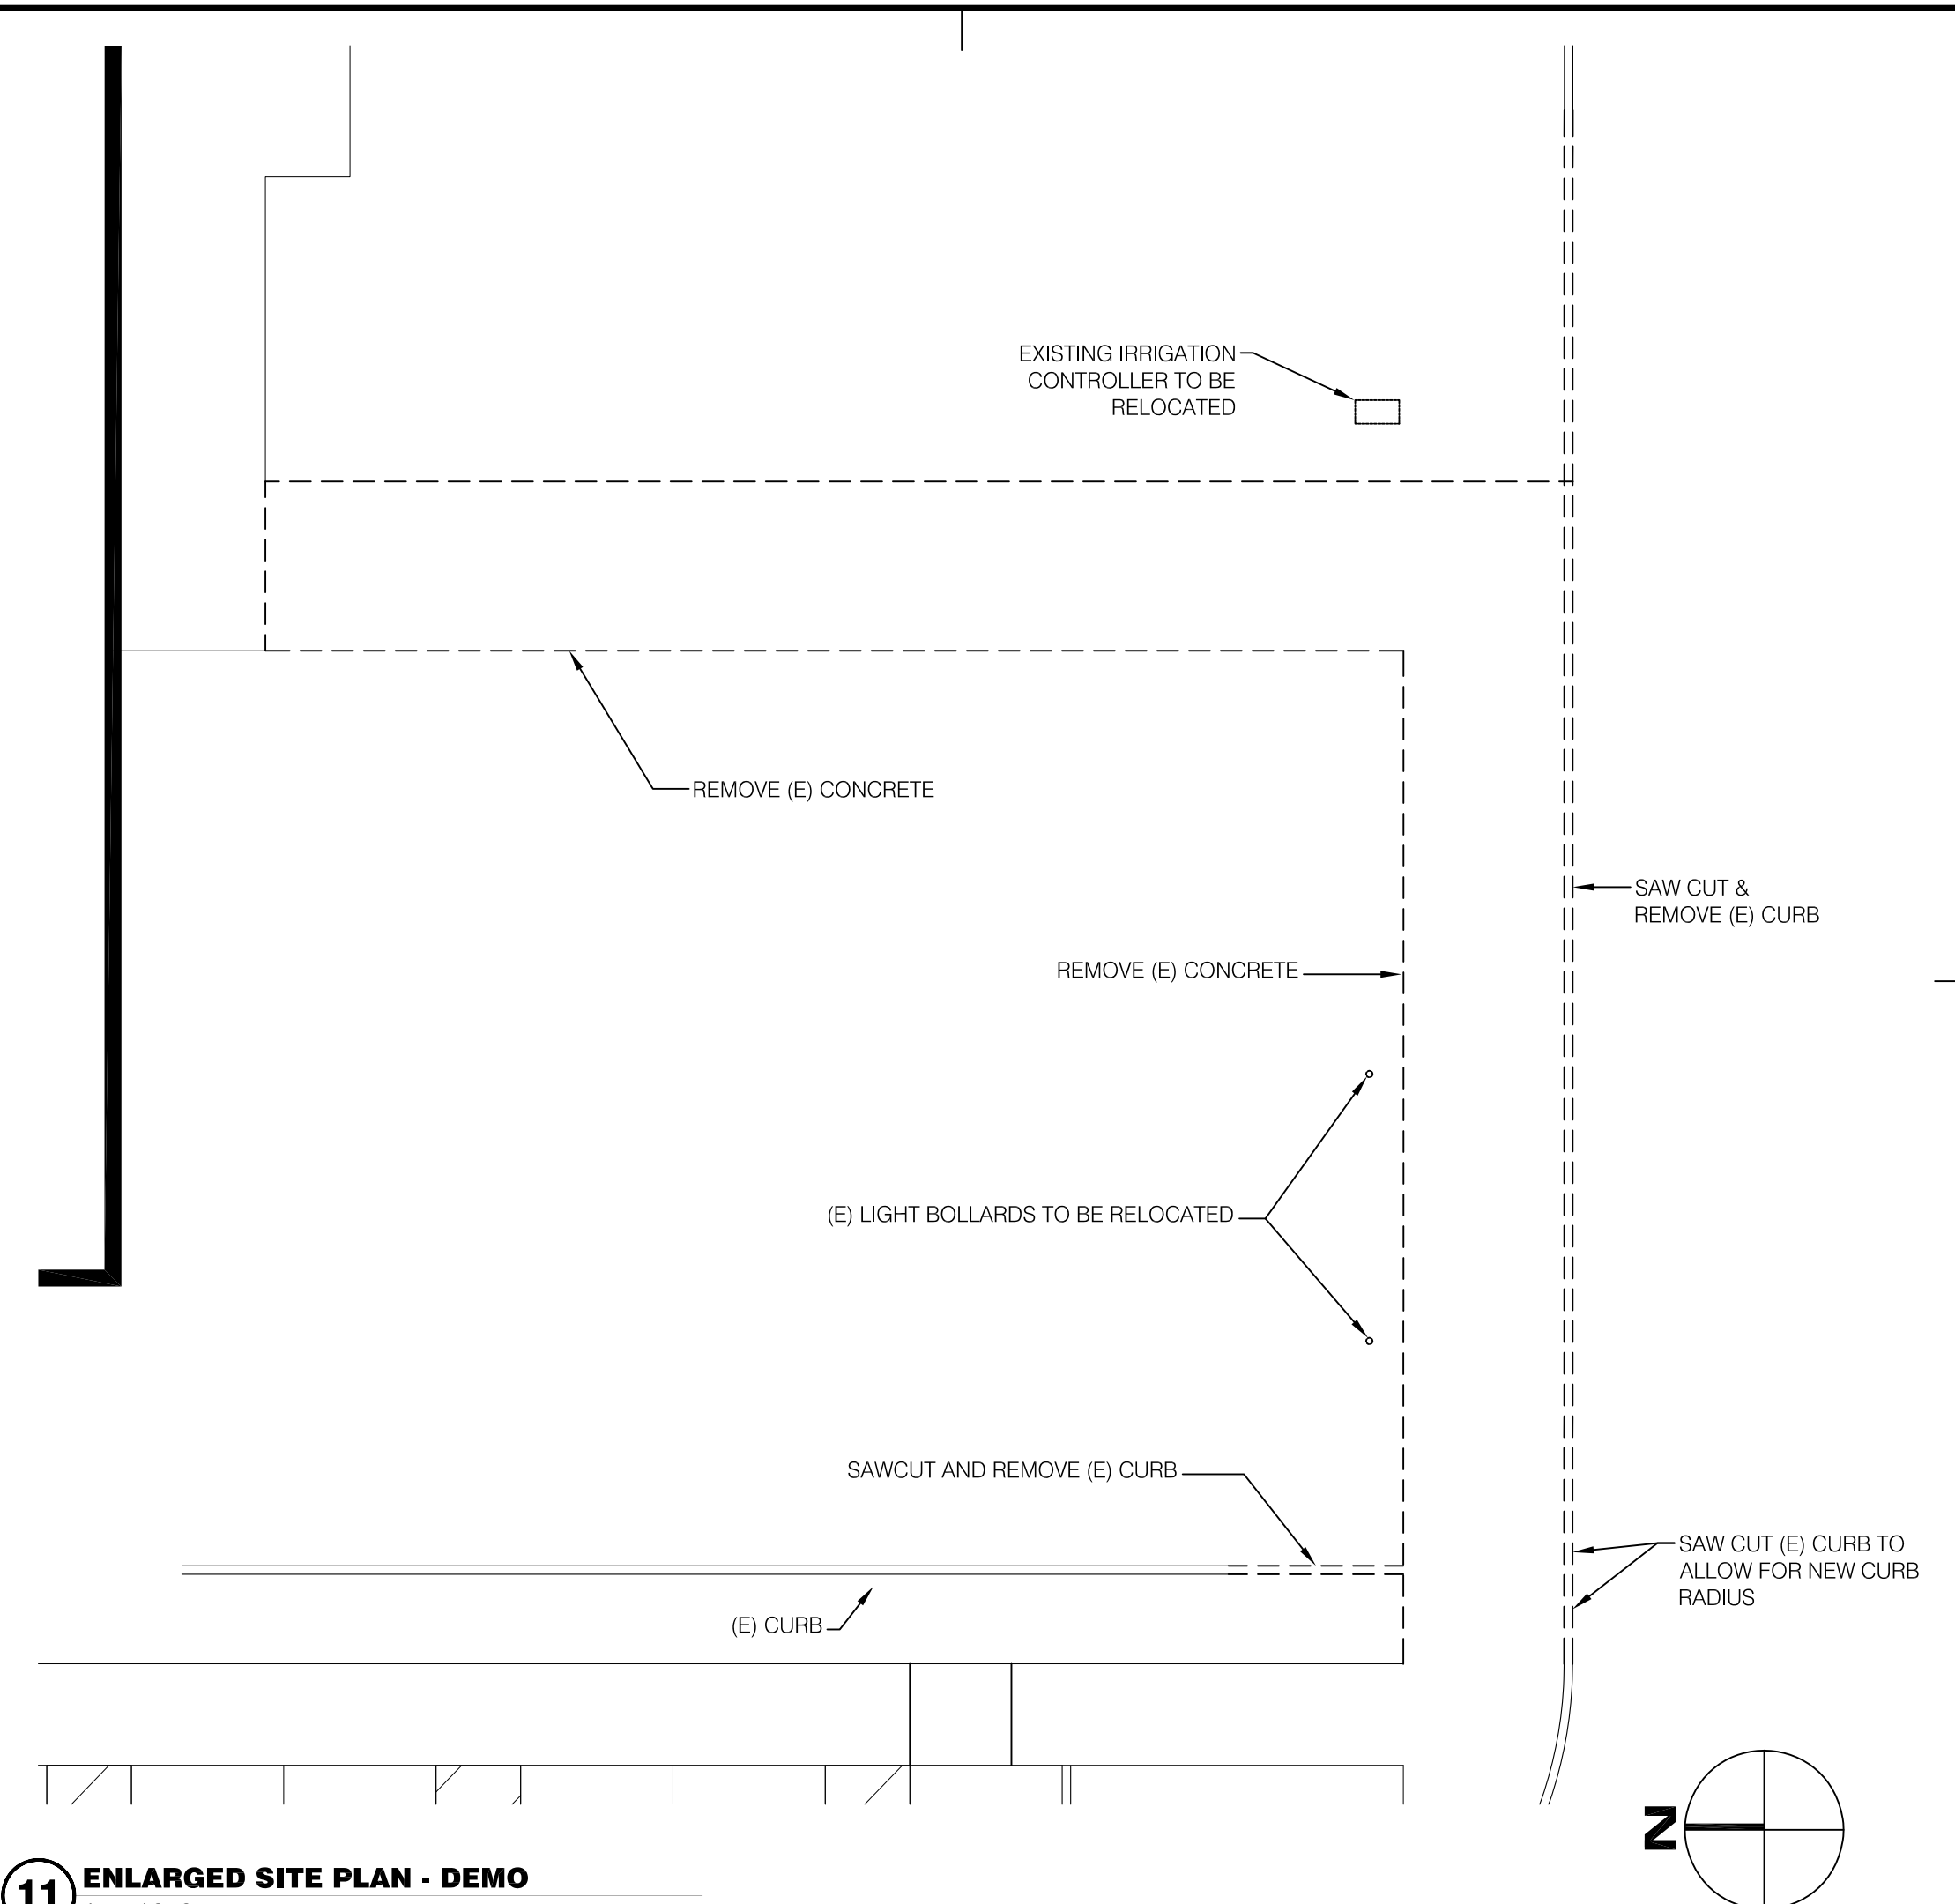 EXISTING IRRIGATION
CONTROLLER TO BE
RELOCATED
REMOVE (E) CONCRETE
SAW CUT &
REMOVE (E) CURB
REMOVE (E) CONCRETE
(E) LIGHT BOLLARDS TO BE RELOCATED
SAWCUT AND REMOVE (E) CURB
SAW CUT (E) CURB TO
ALLOW FOR NEW CURB
RADIUS
(E) CURB
N
11 ENLARGED SITE PLAN - DEMO